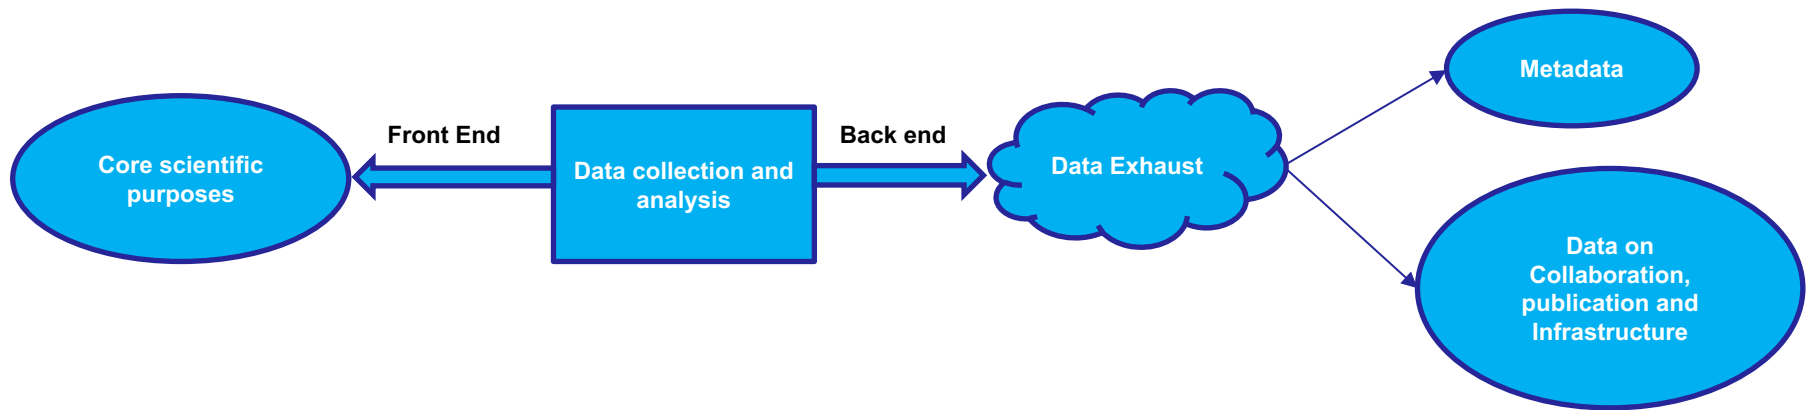 Metadata
Front End
Back end
Core scientific
purposes
Data collection and
analysis
Data Exhaust
Data on
Collaboration,
publication and
Infrastructure